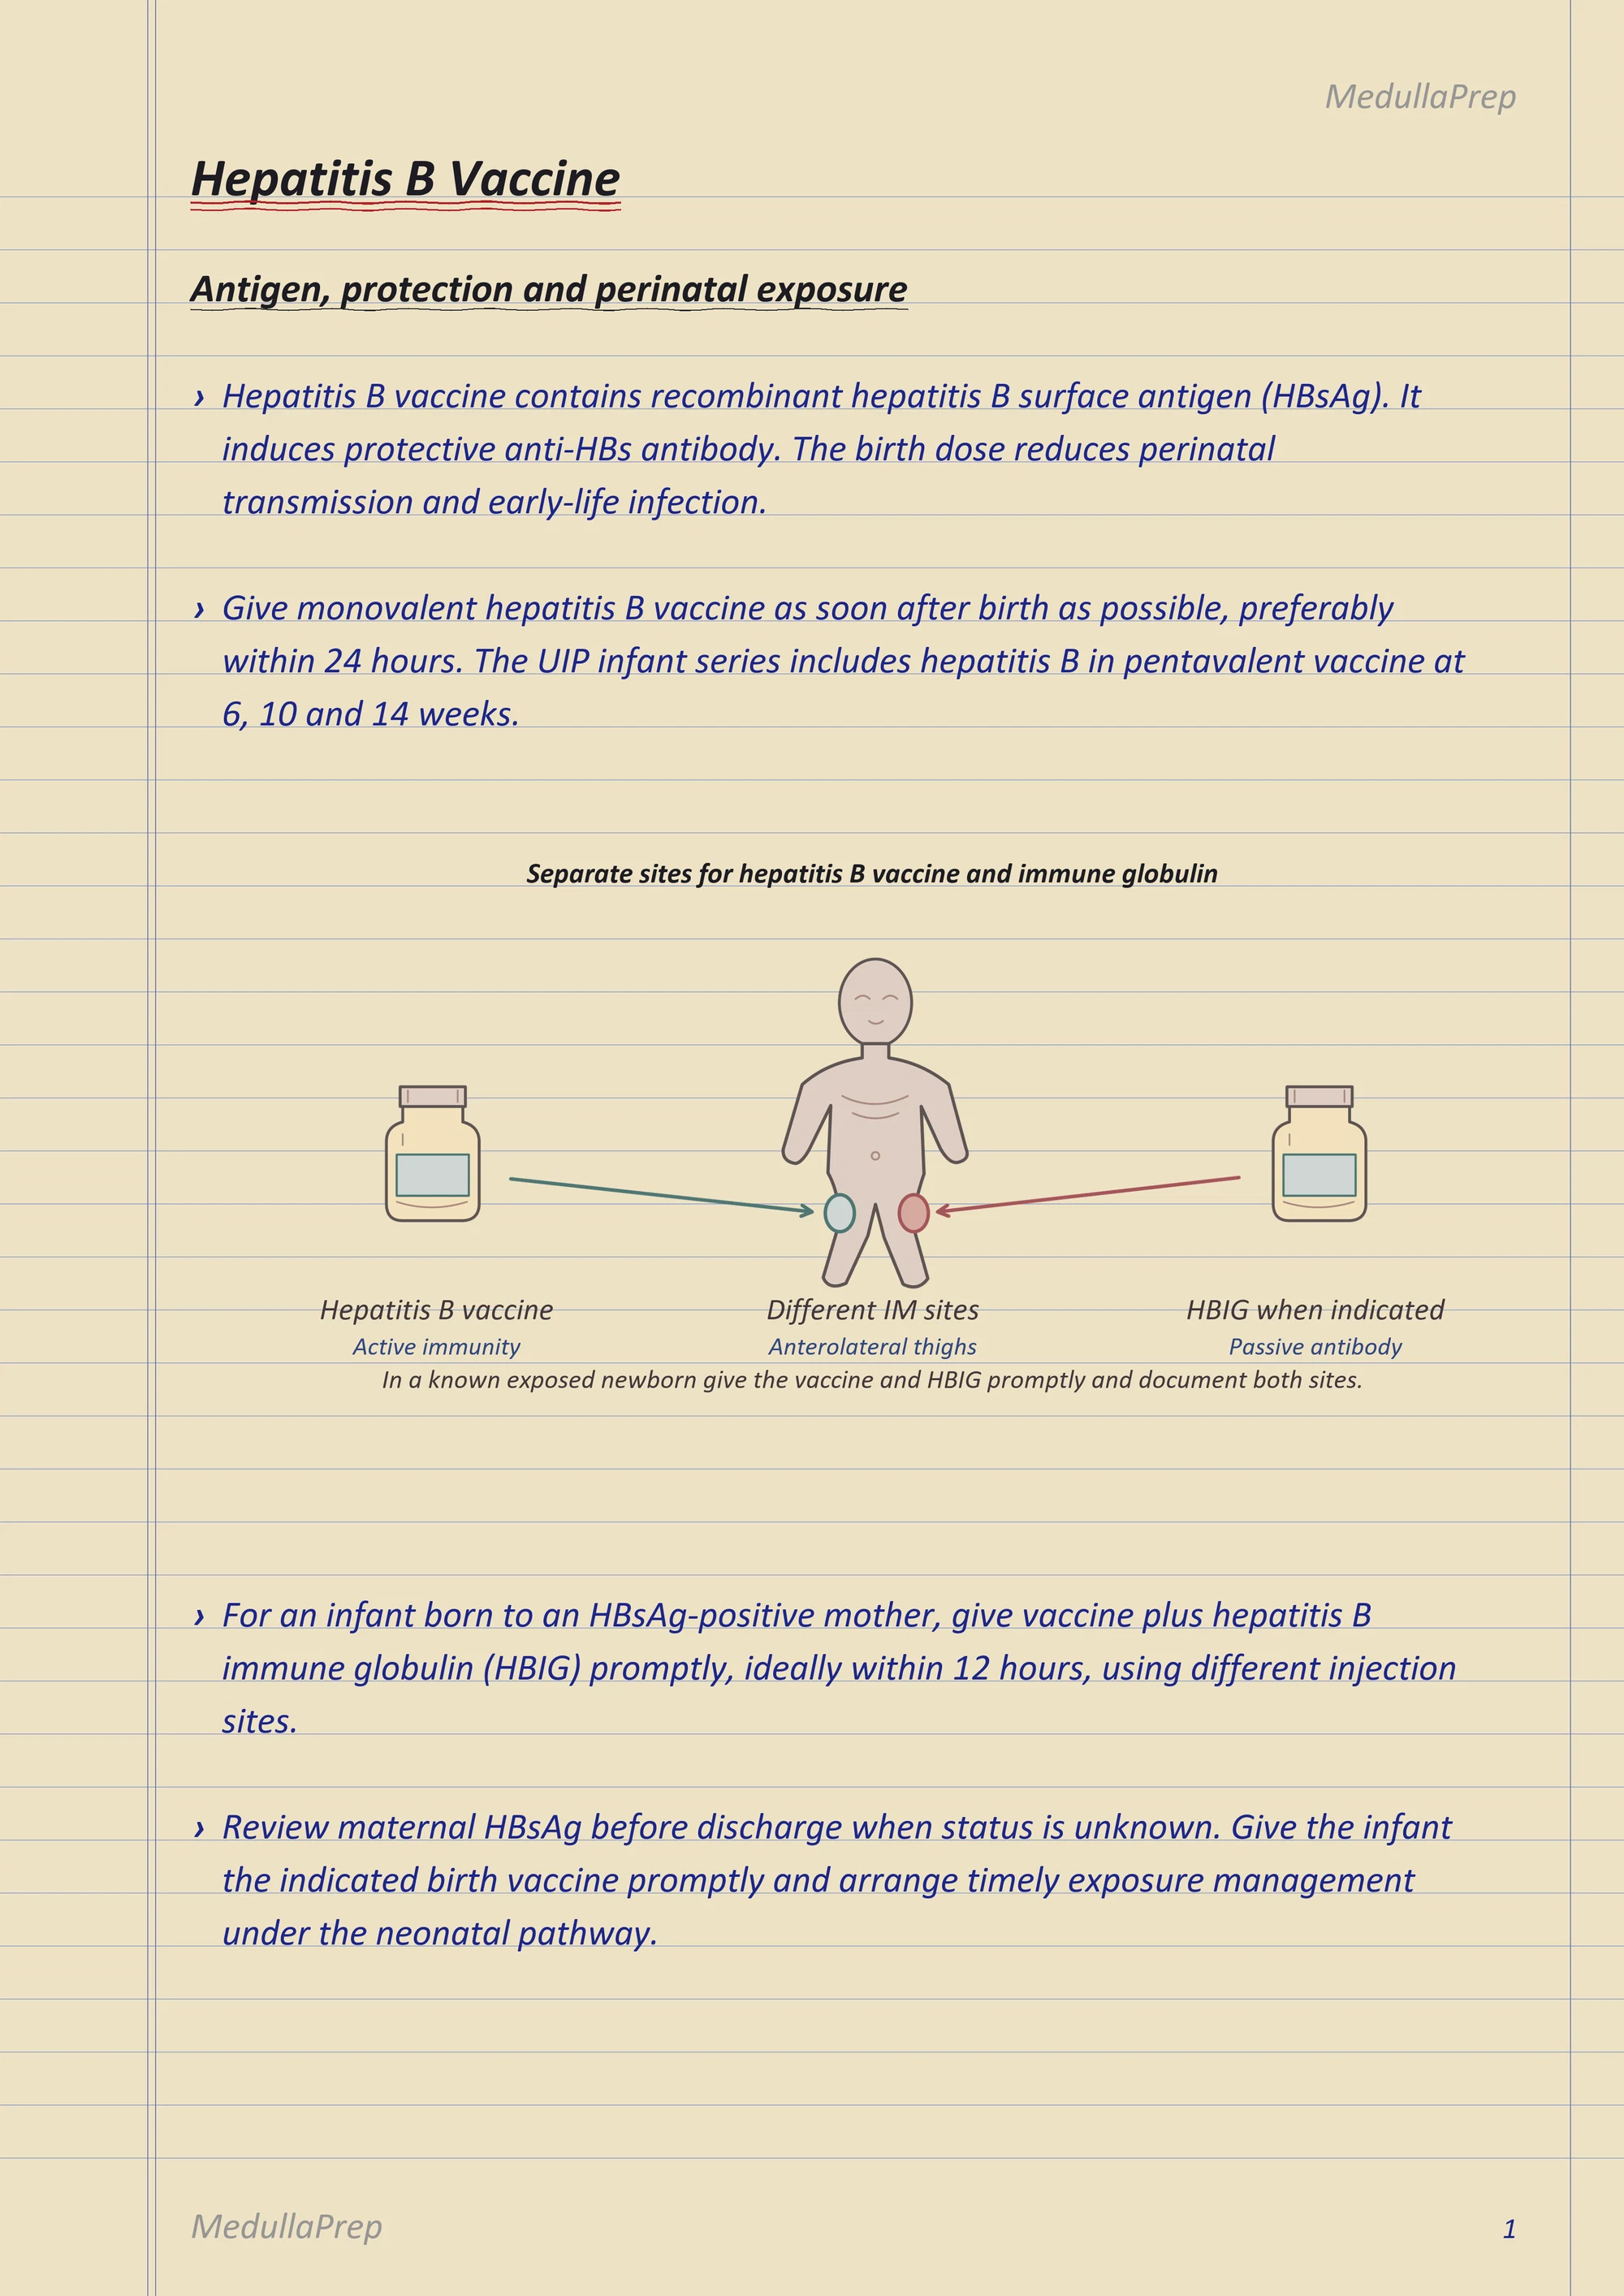 MedullaPrep
Hepatitis B Vaccine
Antigen, protection and perinatal exposure
› Hepatitis B vaccine contains recombinant hepatitis B surface antigen (HBsAg). It
induces protective anti-HBs antibody. The birth dose reduces perinatal
transmission and early-life infection.
› Give monovalent hepatitis B vaccine as soon after birth as possible, preferably
within 24 hours. The UIP infant series includes hepatitis B in pentavalent vaccine at
6, 10 and 14 weeks.
Separate sites for hepatitis B vaccine and immune globulin
Hepatitis B vaccine
Active immunity
Different IM sites
Anterolateral thighs
HBIG when indicated
Passive antibody
In a known exposed newborn give the vaccine and HBIG promptly and document both sites.
› For an infant born to an HBsAg-positive mother, give vaccine plus hepatitis B
immune globulin (HBIG) promptly, ideally within 12 hours, using different injection
sites.
› Review maternal HBsAg before discharge when status is unknown. Give the infant
the indicated birth vaccine promptly and arrange timely exposure management
under the neonatal pathway.
MedullaPrep
1